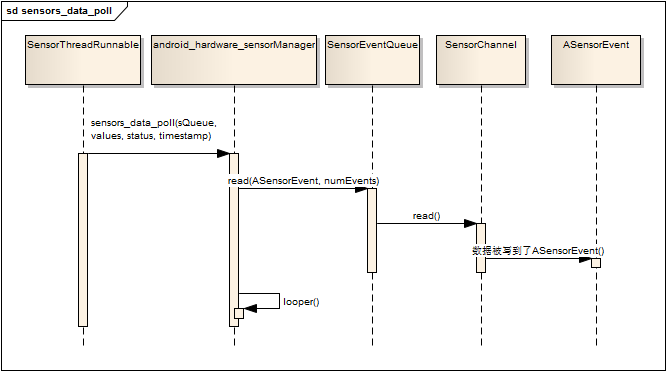 sd sensors_data_poll
SensorThreadRunnable
android_hardware_sensorManager
SensorEventQueue
SensorChannel
ASensorEvent
sensors_data_poll(sQueue,
values, status, timestamp)
read(ASensorEvent, numEvents)
read()
数据被写到了ASensorEvent()
looper()